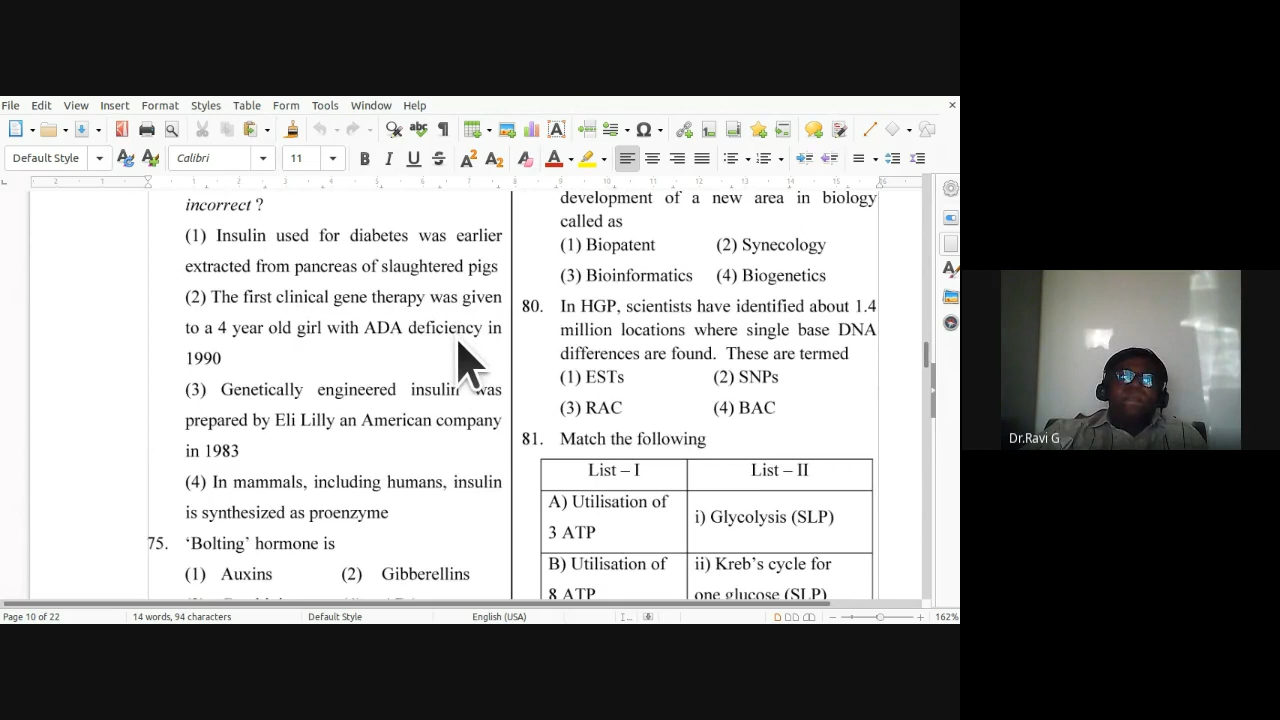 File Edit View Insert Format Styles Table Form Tools Window Help
Default Style Calibri 11
incorrect ?
(1) Insulin used for diabetes was earlier
extracted from pancreas of slaughtered pigs
(2) The first clinical gene therapy was given
to a 4 year old girl with ADA deficiency in
1990
(3) Genetically engineered insulin was
prepared by Eli Lilly an American company
in 1983
(4) In mammals, including humans, insulin
is synthesized as proenzyme
75. ‘Bolting’ hormone is
(1) Auxins (2) Gibberellins
development of a new area in biology
called as
(1) Biopatent (2) Synecology
(3) Bioinformatics (4) Biogenetics
80. In HGP, scientists have identified about 1.4
million locations where single base DNA
differences are found. These are termed
(1) ESTs (2) SNPs
(3) RAC (4) BAC
81. Match the following
List – I List – II
A) Utilisation of
3 ATP
i) Glycolysis (SLP)
B) Utilisation of
8 ATP
ii) Kreb’s cycle for
one glucose (SLP)
Page 10 of 22 14 words, 94 characters Default Style English (USA) 162%
Dr.Ravi G